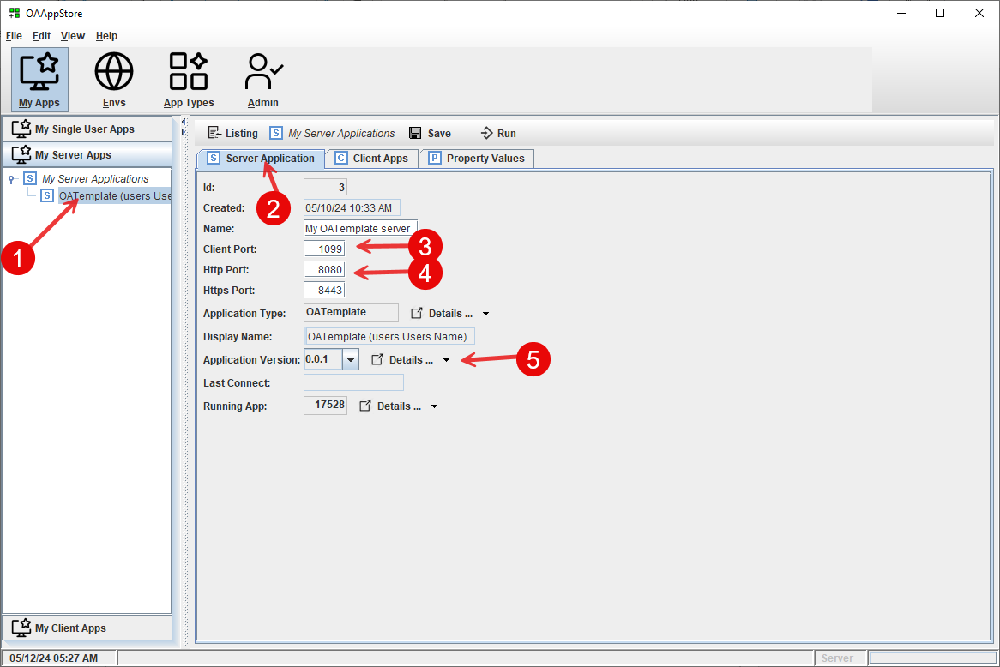 OAAppStore
File Edit View Help
My Apps Envs App Types Admin
My Single User Apps
My Server Apps
My Server Applications
OATemplate (users Use
1
My Client Apps
Listing S My Server Applications Save Run
S Server Application C Client Apps P Property Values
2
Id: 3
Created: 05/10/24 10:33 AM
Name: My OATemplate server
Client Port: 1099 3
Http Port: 8080 4
Https Port: 8443
Application Type: OATemplate Details ...
Display Name: OATemplate (users Users Name)
Application Version: 0.0.1 Details ... 5
Last Connect:
Running App: 17528 Details ...
05/12/24 05:27 AM Server